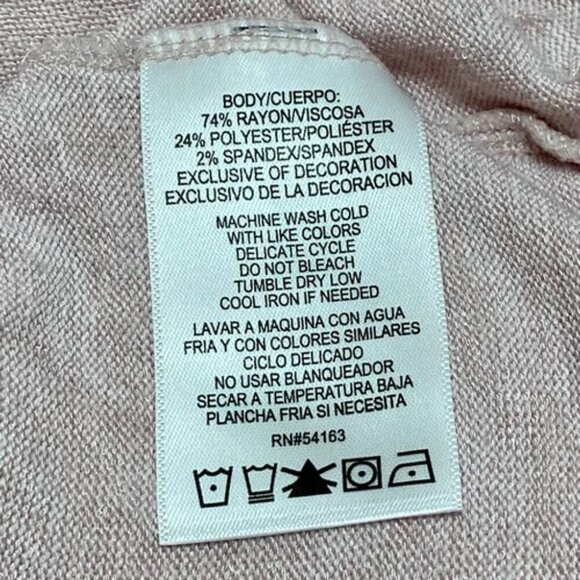 BODY/CUERPO:
74% RAYON/VISCOSA
24% POLYESTER/POLIÉSTER
2% SPANDEX/SPANDEX
EXCLUSIVE OF DECORATION
EXCLUSIVO DE LA DECORACION
MACHINE WASH COLD
WITH LIKE COLORS
DELICATE CYCLE
DO NOT BLEACH
TUMBLE DRY LOW
COOL IRON IF NEEDED
LAVAR A MAQUINA CON AGUA
FRIA Y CON COLORES SIMILARES
CICLO DELICADO
NO USAR BLANQUEADOR
SECAR A TEMPERATURA BAJA
PLANCHA FRIA SI NECESITA
RN#54163